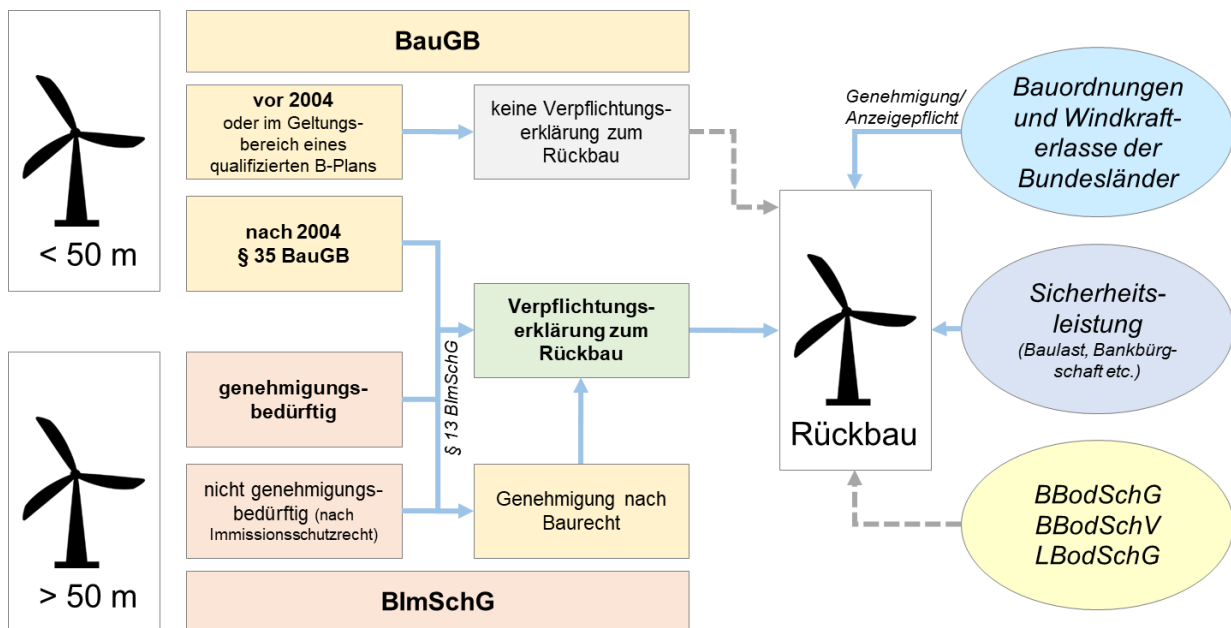 BauGB
vor 2004
oder im Geltungs-
bereich eines
qualifizierten B-Plans
keine Verpflichtungs-
erklärung zum
Rückbau
nach 2004
§ 35 BauGB
< 50 m
Verpflichtungs-
erklärung zum
Rückbau
genehmigungs-
bedürftig
§ 13 BImSchG
nicht genehmigungs-
bedürftig (nach
Immissionsschutzrecht)
Genehmigung nach
Baurecht
> 50 m
BImSchG
Genehmigung/
Anzeigepflicht
Rückbau
Bauordnungen
und Windkraft-
erlasse der
Bundesländer
Sicherheits-
leistung
(Baulast, Bankbürg-
schaft etc.)
BBodSchG
BBodSchV
LBodSchG